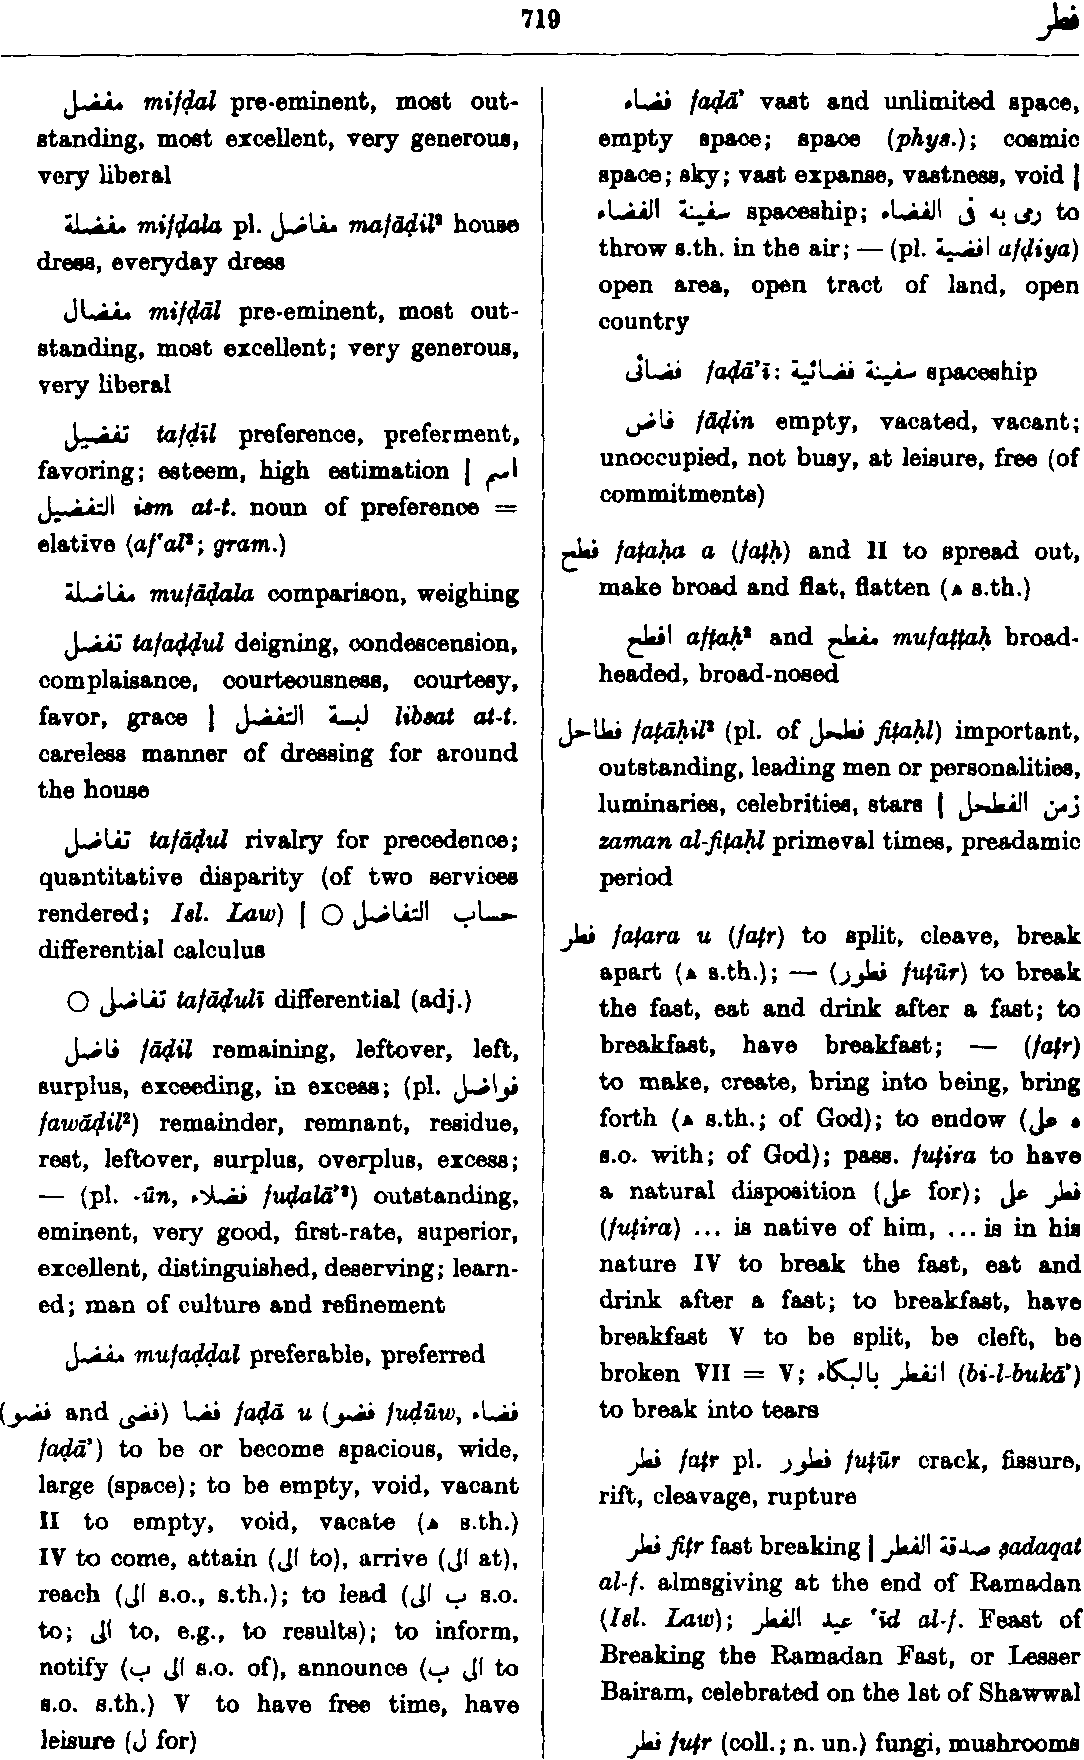 719
فطر
مفضل mifḍal pre-eminent, most out-
standing, most excellent, very generous,
very liberal
مفضلة mifḍala pl. مفاضل mafāḍil² house
dress, everyday dress
مفضال mifḍāl pre-eminent, most out-
standing, most excellent; very generous,
very liberal
تفضيل tafḍīl preference, preferment,
favoring; esteem, high estimation | اسم
التفضيل ism at-t. noun of preference =
elative (af‘al²; gram.)
مفاضلة mufāḍala comparison, weighing
تفضل tafaḍḍul deigning, condescension,
complaisance, courteousness, courtesy,
favor, grace | لبسة التفضل libsat at-t.
careless manner of dressing for around
the house
تفاضل tafāḍul rivalry for precedence;
quantitative disparity (of two services
rendered; Isl. Law) | ○ حساب التفاضل
differential calculus
○ تفاضلى tafāḍulī differential (adj.)
فاضل fāḍil remaining, leftover, left,
surplus, exceeding, in excess; (pl. فواضل
fawāḍil²) remainder, remnant, residue,
rest, leftover, surplus, overplus, excess;
— (pl. -ūn, فضلاء fuḍalā’²) outstanding,
eminent, very good, first-rate, superior,
excellent, distinguished, deserving; learn-
ed; man of culture and refinement
مفضل mufaḍḍal preferable, preferred
(فضو and فضى) فضا faḍā u (فضو fuḍūw, فضاء
faḍā’) to be or become spacious, wide,
large (space); to be empty, void, vacant
II to empty, void, vacate (ه s.th.)
IV to come, attain (الى to), arrive (الى at),
reach (الى s.o., s.th.); to lead (ب الى s.o.
to; الى to, e.g., to results); to inform,
notify (الى ب s.o. of), announce (الى ب to
s.o. s.th.) V to have free time, have
leisure (ل for)
فضاء faḍā’ vast and unlimited space,
empty space; space (phys.); cosmic
space; sky; vast expanse, vastness, void |
سفينة الفضاء spaceship; رمى به فى الفضاء to
throw s.th. in the air; — (pl. افضية afḍiya)
open area, open tract of land, open
country
فضائى faḍā’ī: سفينة فضائية spaceship
فاض fāḍin empty, vacated, vacant;
unoccupied, not busy, at leisure, free (of
commitments)
فطح faṭaḥa a (faṭḥ) and II to spread out,
make broad and flat, flatten (ه s.th.)
افطح afṭaḥ² and مفطح mufaṭṭaḥ broad-
headed, broad-nosed
فطاحل faṭāḥil² (pl. of فطحل fiṭaḥl) important,
outstanding, leading men or personalities,
luminaries, celebrities, stars | زمن الفطحل
zaman al-fiṭaḥl primeval times, preadamic
period
فطر faṭara u (faṭr) to split, cleave, break
apart (ه s.th.); — (فطور fuṭūr) to break
the fast, eat and drink after a fast; to
breakfast, have breakfast; — (faṭr)
to make, create, bring into being, bring
forth (ه s.th.; of God); to endow (ه على
s.o. with; of God); pass. fuṭira to have
a natural disposition (على for); فطر على
(fuṭira) ... is native of him, ... is in his
nature IV to break the fast, eat and
drink after a fast; to breakfast, have
breakfast V to be split, be cleft, be
broken VII = V; انفطر بالبكاء (bi-l-bukā’)
to break into tears
فطر faṭr pl. فطور fuṭūr crack, fissure,
rift, cleavage, rupture
فطر fiṭr fast breaking | صدقة الفطر ṣadaqat
al-f. almsgiving at the end of Ramadan
(Isl. Law); عيد الفطر ‘īd al-f. Feast of
Breaking the Ramadan Fast, or Lesser
Bairam, celebrated on the 1st of Shawwal
فطر fuṭr (coll.; n. un.) fungi, mushrooms